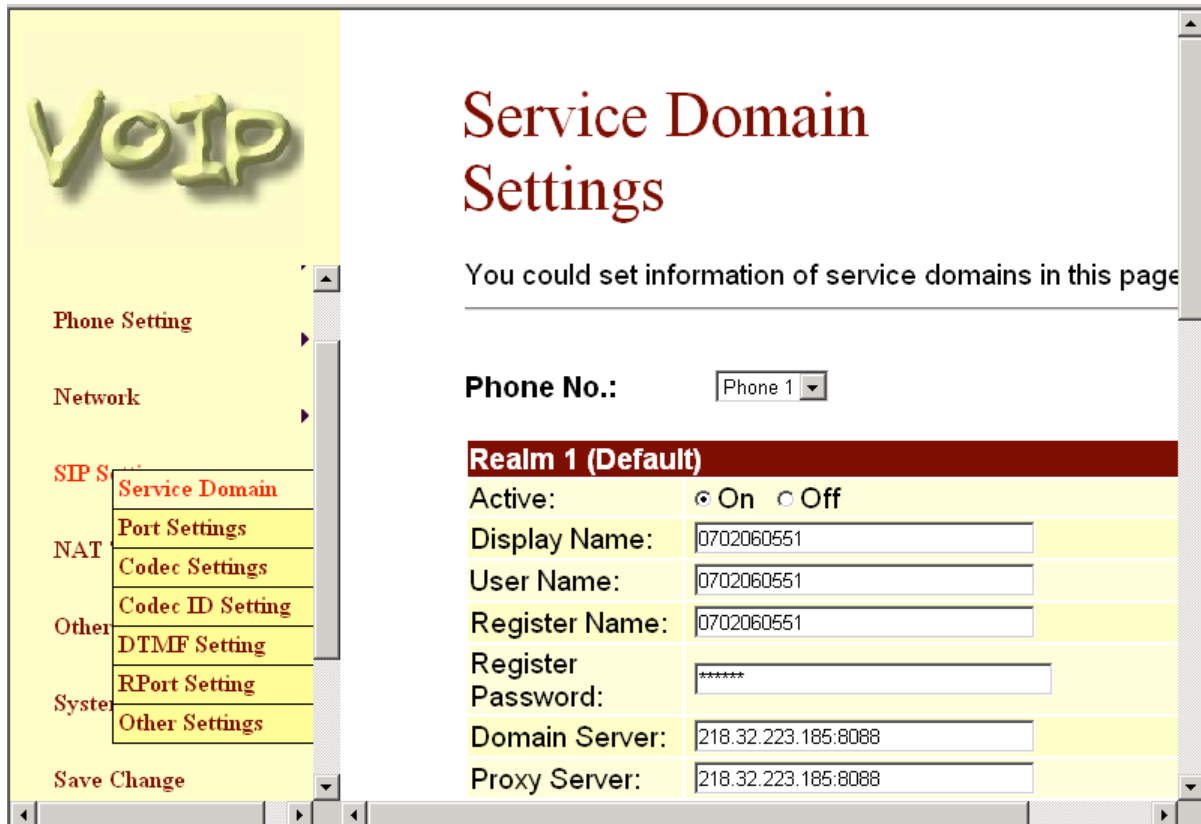 VoIP
Phone Setting
Network
SIP
Service Domain
Port Settings
NAT
Codec Settings
Codec ID Setting
Other
DTMF Setting
RPort Setting
Other Settings
Save Change
Service Domain
Settings
You could set information of service domains in this page
Phone No.: Phone 1
Realm 1 (Default)
Active: On Off
Display Name: 0702060551
User Name: 0702060551
Register Name: 0702060551
Register
Password: ******
Domain Server: 218.32.223.185:8088
Proxy Server: 218.32.223.185:8088